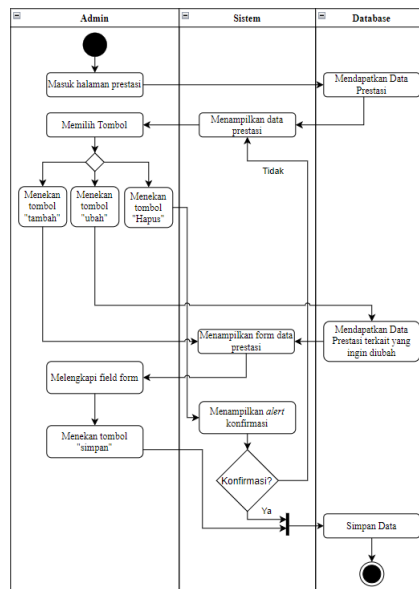 Admin
Sistem
Database
Masuk halaman prestasi
Mendapatkan Data
Prestasi
Memilih Tombol
Menampilkan data
prestasi
Tidak
Menekan
tombol
"tambah"
Menekan
tombol
"ubah"
Menekan
tombol
"Hapus"
Menampilkan form data
prestasi
Mendapatkan Data
Prestasi terkait yang
ingin diubah
Melengkapi field form
Menampilkan alert
konfirmasi
Menekan tombol
"simpan"
Konfirmasi?
Ya
Simpan Data